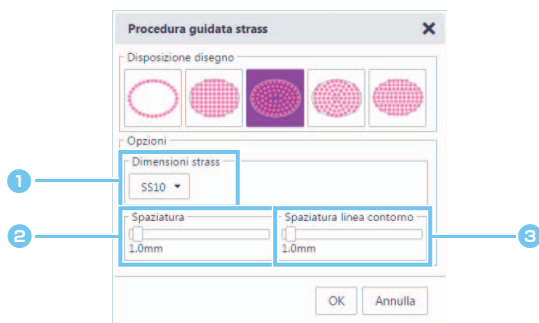 Procedura guidata strass
Disposizione disegno
Opzioni
Dimensioni strass
1
SS10
Spaziatura
Spaziatura linea contorno
2
3
1.0mm
1.0mm
OK
Annulla